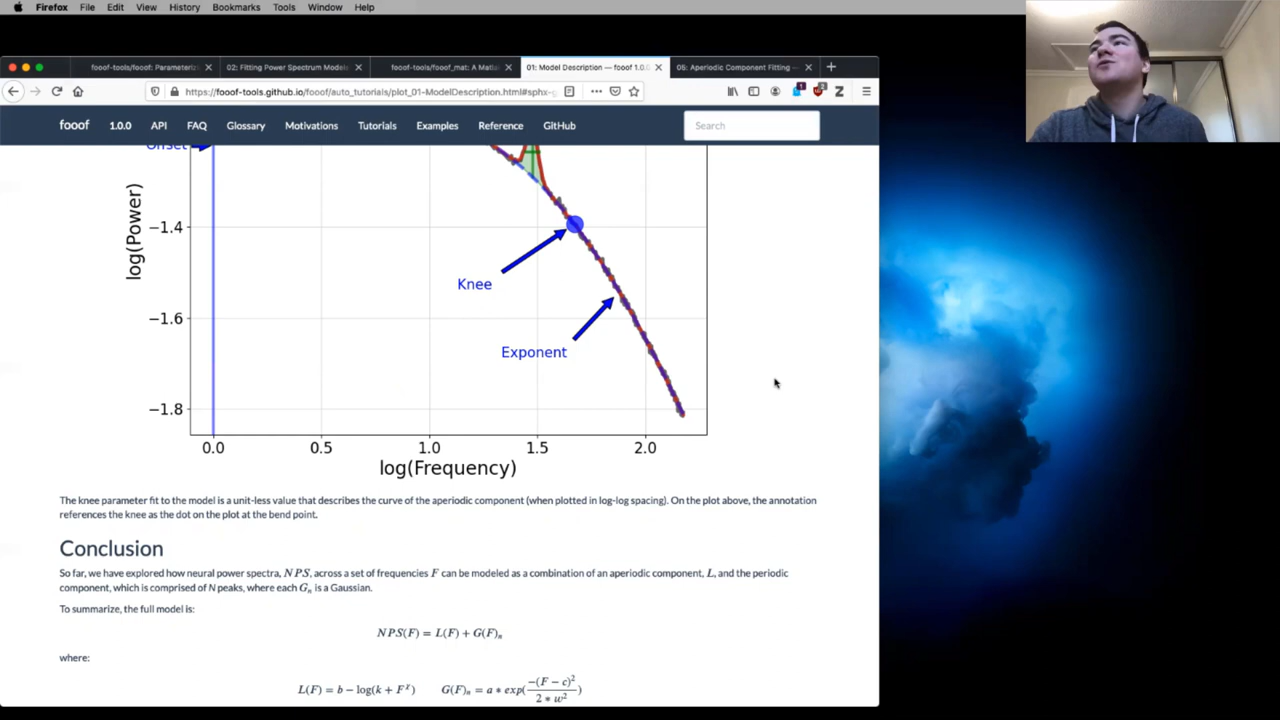 Firefox File Edit View History Bookmarks Tools Window Help
fooof-tools/fooof: Parameteriz 02: Fitting Power Spectrum Models fooof-tools/fooof_mat: A Matla 01: Model Description — fooof 1.0.0 06: Aperiodic Component Fitting —
https://fooof-tools.github.io/fooof/auto_tutorials/plot_01-ModelDescription.html#sphx-g
fooof 1.0.0 API FAQ Glossary Motivations Tutorials Examples Reference GitHub Search
Offset
log(Power)
−1.4
Knee
−1.6
Exponent
−1.8
0.0 0.5 1.0 1.5 2.0
log(Frequency)
The knee parameter fit to the model is a unit-less value that describes the curve of the aperiodic component (when plotted in log-log spacing). On the plot above, the annotation
references the knee as the dot on the plot at the bend point.
Conclusion
So far, we have explored how neural power spectra, NPS, across a set of frequencies F can be modeled as a combination of an aperiodic component, L, and the periodic
component, which is comprised of N peaks, where each Gₙ is a Gaussian.
To summarize, the full model is:
NPS(F) = L(F) + G(F)ₙ
where:
L(F) = b − log(k + F^χ) G(F)ₙ = a * exp(−(F − c)² / 2 * w²)